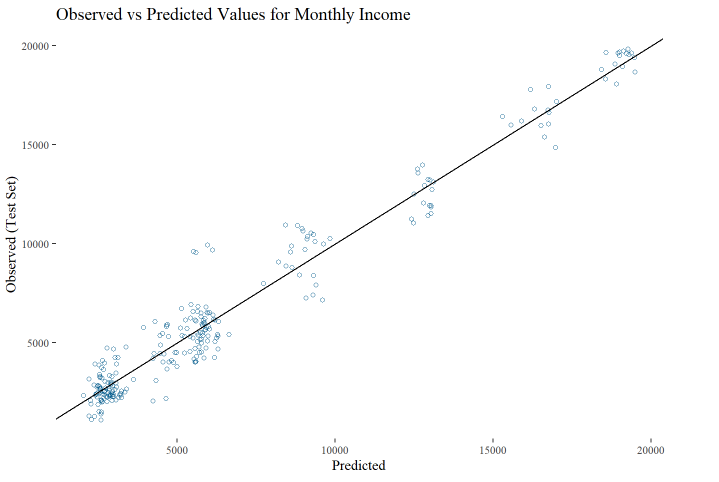 Observed vs Predicted Values for Monthly Income
20000
15000
10000
5000
Observed (Test Set)
5000
10000
15000
20000
Predicted